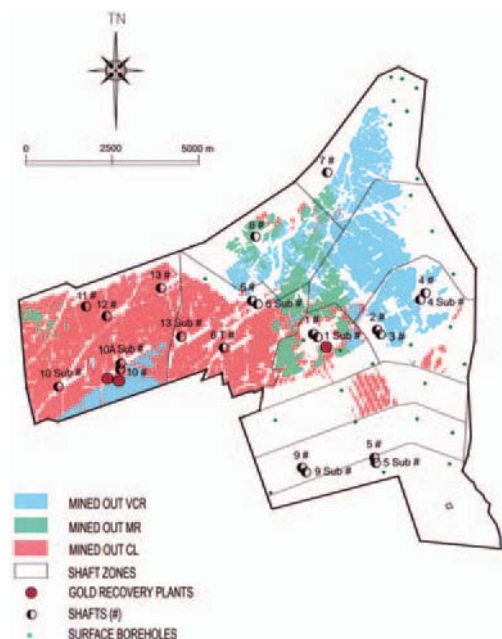 TN
0 2500 5000 m
7 #
8 #
4 #
4 Sub #
13 #
11 #
12 #
6 Sub #
2 #
3 #
1 #
1 Sub #
13 Sub #
10A Sub #
10 #
10 Sub #
5 #
5 Sub #
9 #
9 Sub #
MINED OUT VCR
MINED OUT MR
MINED OUT CL
SHAFT ZONES
GOLD RECOVERY PLANTS
SHAFTS (#)
SURFACE BOREHOLES